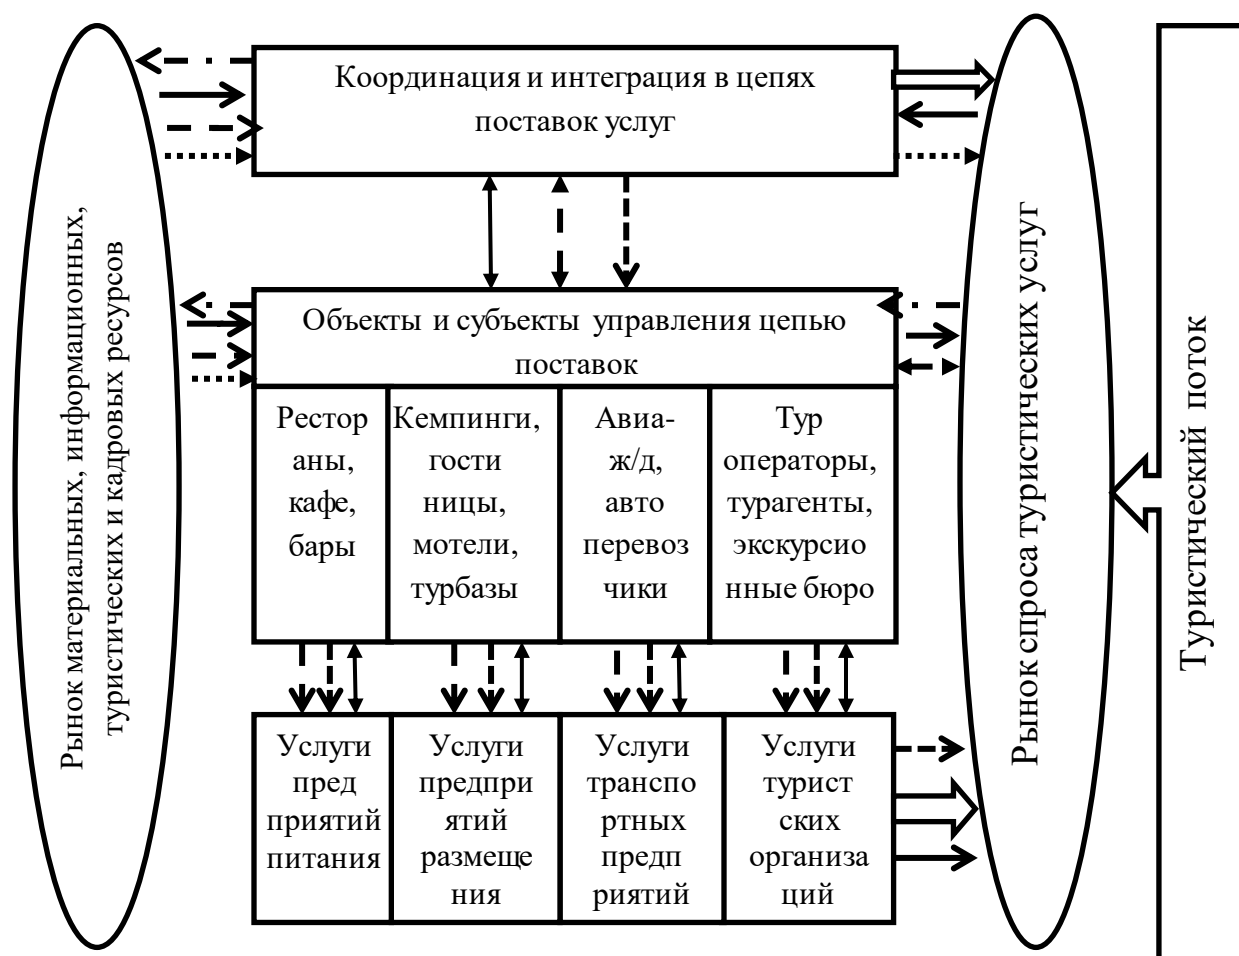 Рынок материальных, информационных,
туристических и кадровых ресурсов
Координация и интеграция в цепях
поставок услуг
Объекты и субъекты управления цепью
поставок
Рестор
аны,
кафе,
бары
Кемпинги,
гости
ницы,
мотели,
турбазы
Авиа-
ж/д,
авто
перевоз
чики
Тур
операторы,
турагенты,
экскурсио
нные бюро
Услуги
пред
приятий
питания
Услуги
предпри
ятий
размеще
ния
Услуги
транспо
ртных
предп
риятий
Услуги
турист
ских
организа
ций
Рынок спроса туристических услуг
Туристический поток